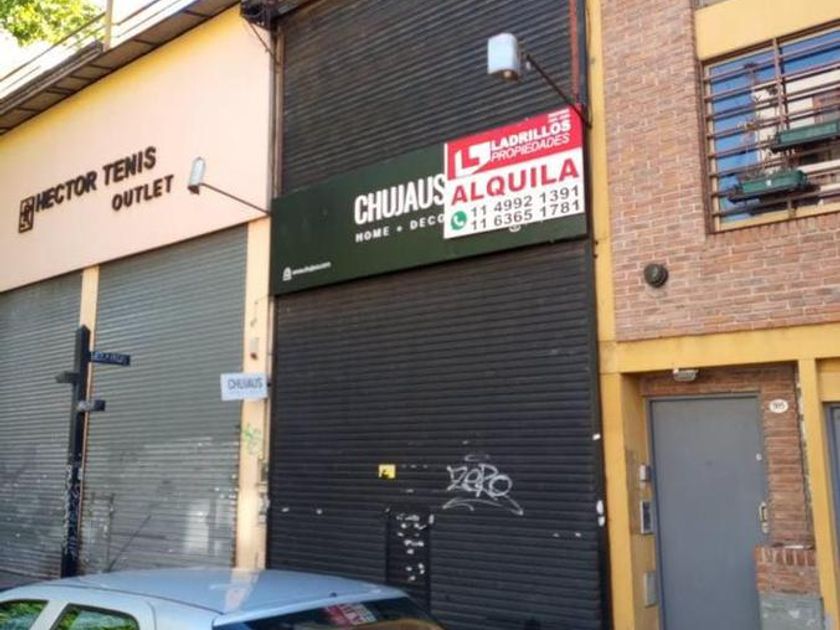 HECTOR TENIS
OUTLET
CHUJAUS
HOME + DECO
LADRILLOS
PROPIEDADES
ALQUILA
11 4992 1391
11 6365 1781
CHUJAUS
ZERO